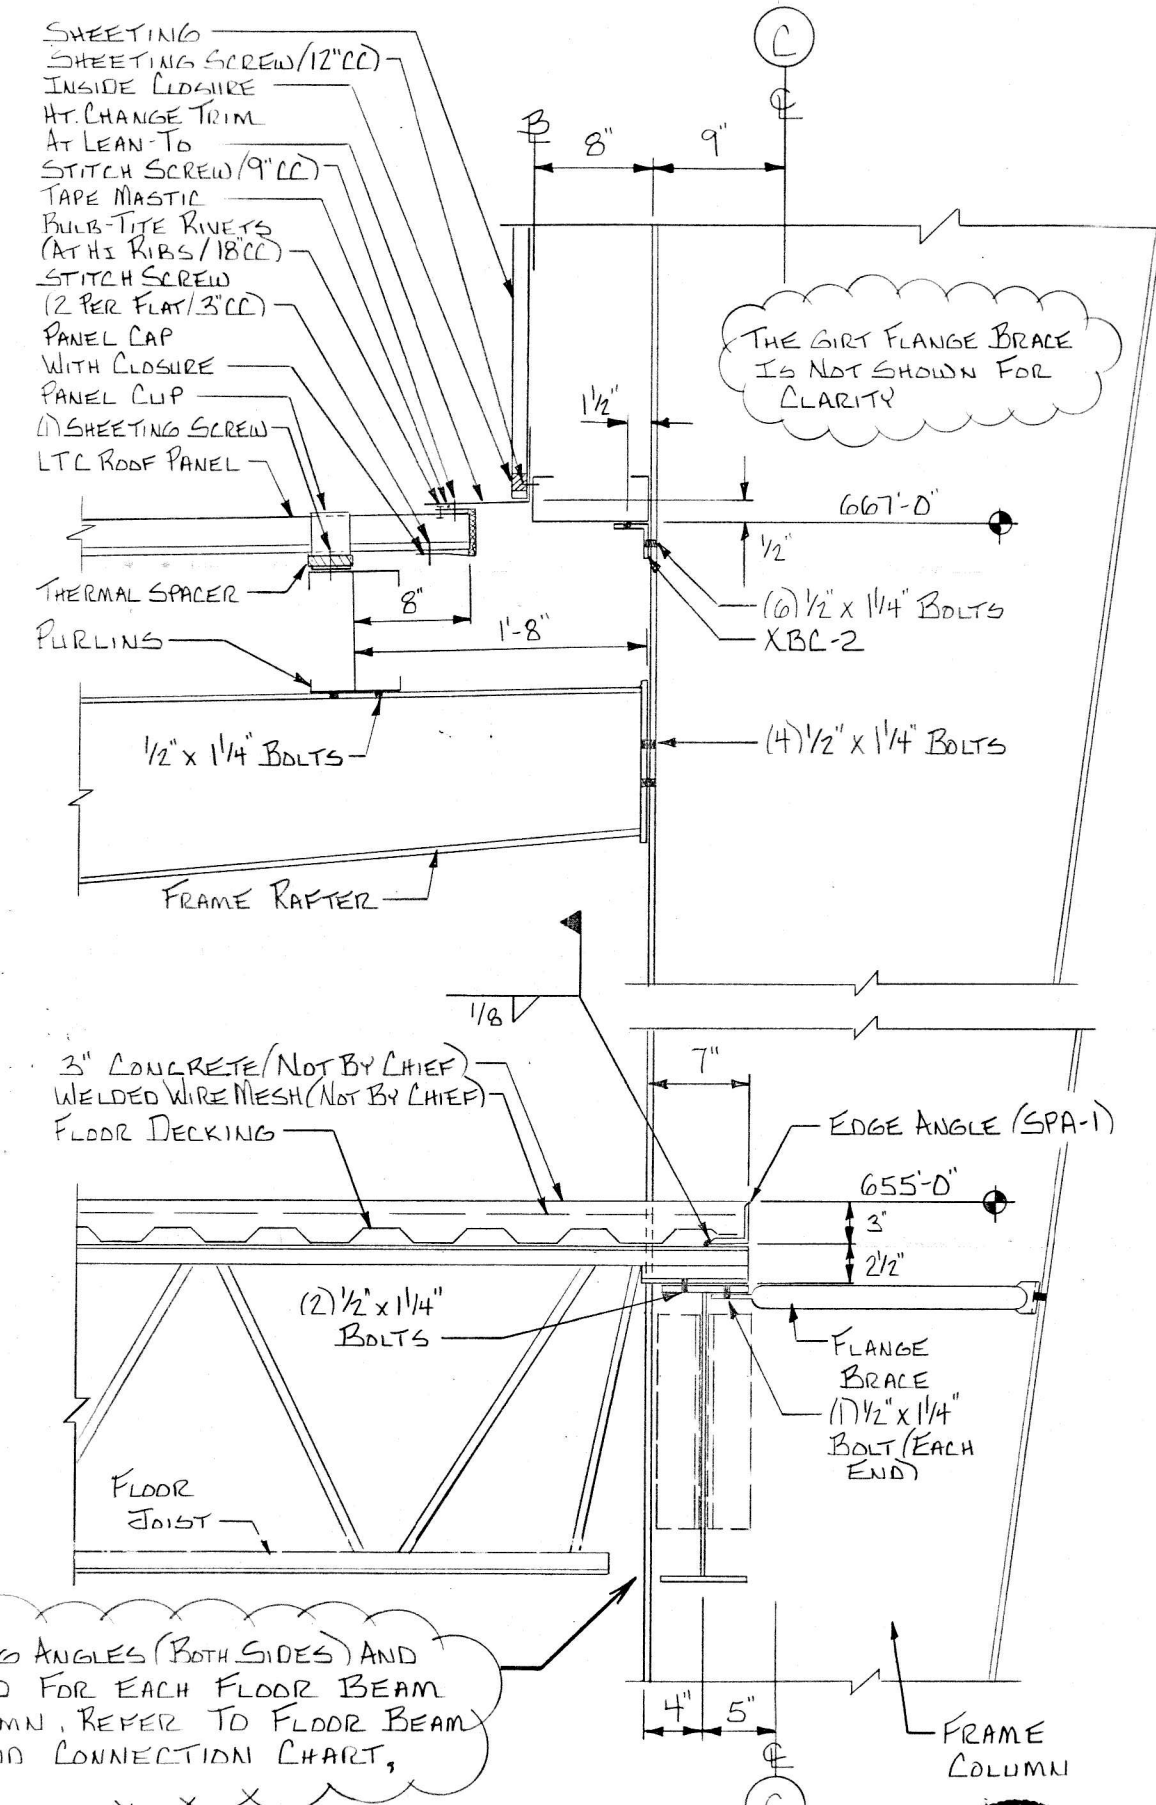 SHEETING
SHEETING SCREW/12"CC)
INSIDE CLOSURE
HT. CHANGE TRIM
AT LEAN-TO
STITCH SCREW/9"CC)
TAPE MASTIC
BULB-TITE RIVETS
(AT HI RIBS/18"CC)
STITCH SCREW
(2 PER FLAT/3"CC)
PANEL CAP
WITH CLOSURE
PANEL CLIP
(1) SHEETING SCREW
LTC ROOF PANEL
THERMAL SPACER
PURLINS
C
℄
B
8"
9"
THE GIRT FLANGE BRACE
IS NOT SHOWN FOR
CLARITY
1 1/2"
667'-0"
1/2"
8"
1'-8"
(6) 1/2" x 1 1/4" BOLTS
XBC-2
1/2" x 1 1/4" BOLTS
(4) 1/2" x 1 1/4" BOLTS
FRAME RAFTER
1/8
3" CONCRETE/(NOT BY CHIEF)
WELDED WIRE MESH(NOT BY CHIEF)
FLOOR DECKING
7"
EDGE ANGLE (SPA-1)
655'-0"
3"
2 1/2"
(2) 1/2" x 1 1/4"
BOLTS
FLANGE
BRACE
(1) 1/2" x 1 1/4"
BOLT (EACH
END)
FLOOR
JOIST
ANGLES (BOTH SIDES) AND
FOR EACH FLOOR BEAM
REFER TO FLOOR BEAM
CONNECTION CHART.
4"
5"
℄
FRAME
COLUMN